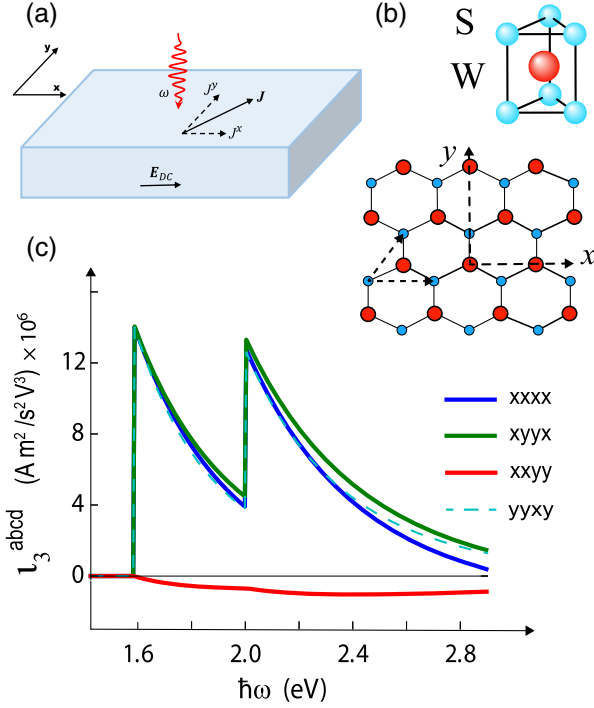 (a)
y
x
ω
J^y
J
J^x
E_DC
(b)
S
W
y
x
(c)
ι_3^abcd (A m^2 /s^2 V^3) × 10^6
12
8
4
0
1.6 2.0 2.4 2.8
ħω (eV)
xxxx
xyyx
xxyy
yyxy